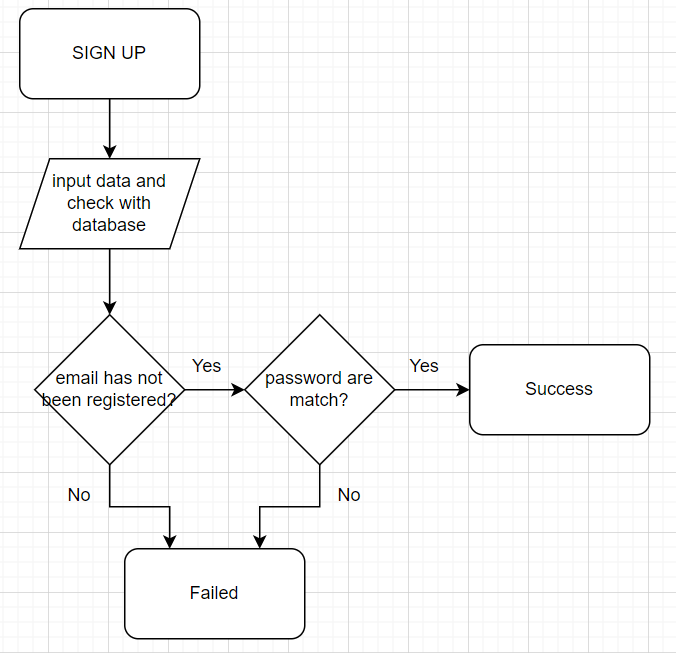 SIGN UP
input data and
check with
database
email has not
been registered?
Yes
password are
match?
Yes
Success
No
No
Failed